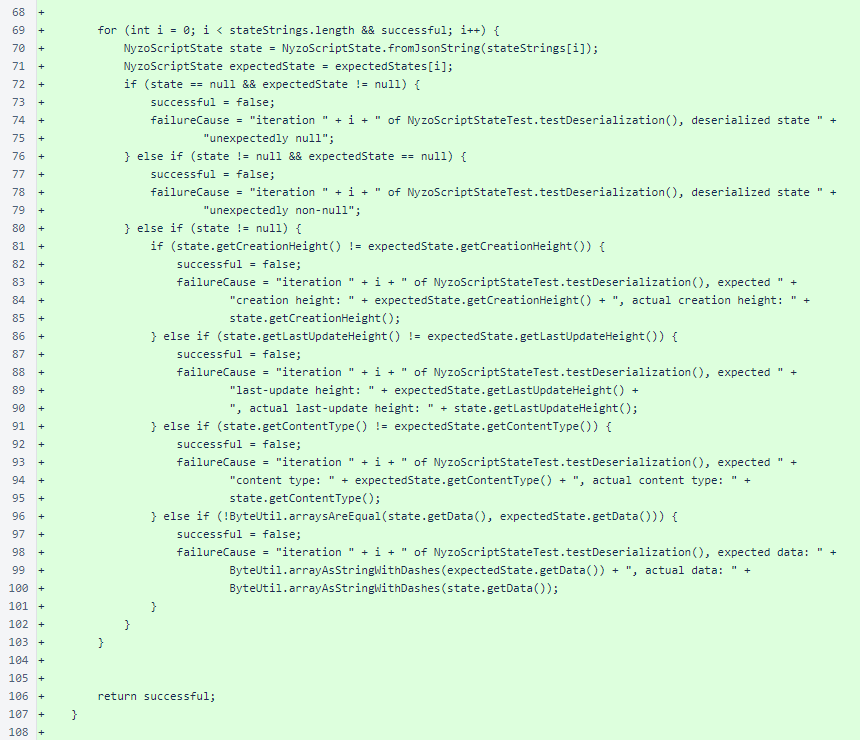 68 +
69 + for (int i = 0; i < stateStrings.length && successful; i++) {
70 + NyzoScriptState state = NyzoScriptState.fromJsonString(stateStrings[i]);
71 + NyzoScriptState expectedState = expectedStates[i];
72 + if (state == null && expectedState != null) {
73 + successful = false;
74 + failureCause = "iteration " + i + " of NyzoScriptStateTest.testDeserialization(), deserialized state " +
75 + "unexpectedly null";
76 + } else if (state != null && expectedState == null) {
77 + successful = false;
78 + failureCause = "iteration " + i + " of NyzoScriptStateTest.testDeserialization(), deserialized state " +
79 + "unexpectedly non-null";
80 + } else if (state != null) {
81 + if (state.getCreationHeight() != expectedState.getCreationHeight()) {
82 + successful = false;
83 + failureCause = "iteration " + i + " of NyzoScriptStateTest.testDeserialization(), expected " +
84 + "creation height: " + expectedState.getCreationHeight() + ", actual creation height: " +
85 + state.getCreationHeight();
86 + } else if (state.getLastUpdateHeight() != expectedState.getLastUpdateHeight()) {
87 + successful = false;
88 + failureCause = "iteration " + i + " of NyzoScriptStateTest.testDeserialization(), expected " +
89 + "last-update height: " + expectedState.getLastUpdateHeight() +
90 + ", actual last-update height: " + state.getLastUpdateHeight();
91 + } else if (state.getContentType() != expectedState.getContentType()) {
92 + successful = false;
93 + failureCause = "iteration " + i + " of NyzoScriptStateTest.testDeserialization(), expected " +
94 + "content type: " + expectedState.getContentType() + ", actual content type: " +
95 + state.getContentType();
96 + } else if (!ByteUtil.arraysAreEqual(state.getData(), expectedState.getData())) {
97 + successful = false;
98 + failureCause = "iteration " + i + " of NyzoScriptStateTest.testDeserialization(), expected data: " +
99 + ByteUtil.arrayAsStringWithDashes(expectedState.getData()) + ", actual data: " +
100 + ByteUtil.arrayAsStringWithDashes(state.getData());
101 + }
102 + }
103 + }
104 +
105 +
106 + return successful;
107 + }
108 +